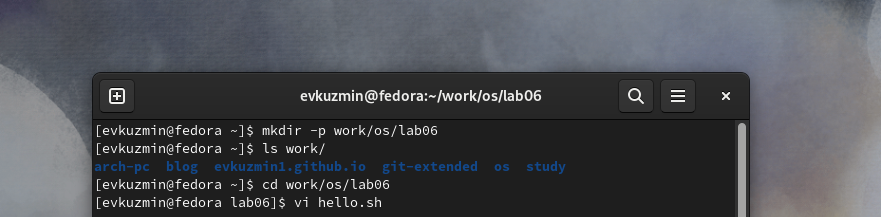 evkuzmin@fedora:~/work/os/lab06
[evkuzmin@fedora ~]$ mkdir -p work/os/lab06
[evkuzmin@fedora ~]$ ls work/
arch-pc  blog  evkuzmin1.github.io  git-extended  os  study
[evkuzmin@fedora ~]$ cd work/os/lab06
[evkuzmin@fedora lab06]$ vi hello.sh